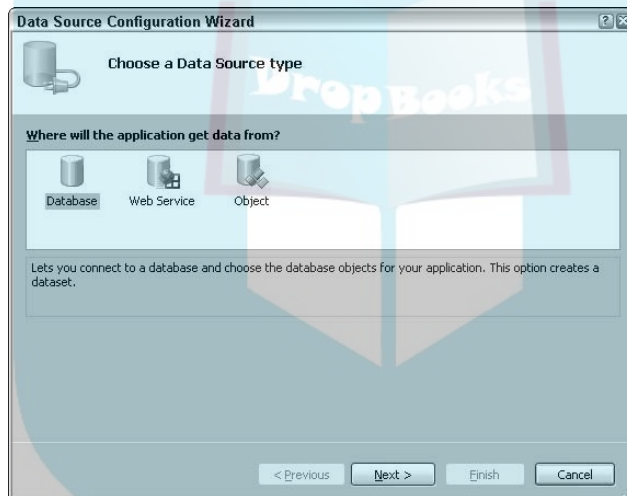 Data Source Configuration Wizard
Choose a Data Source type
Drop Books
Where will the application get data from?
Database Web Service Object
Lets you connect to a database and choose the database objects for your application. This option creates a
dataset.
< Previous Next > Finish Cancel